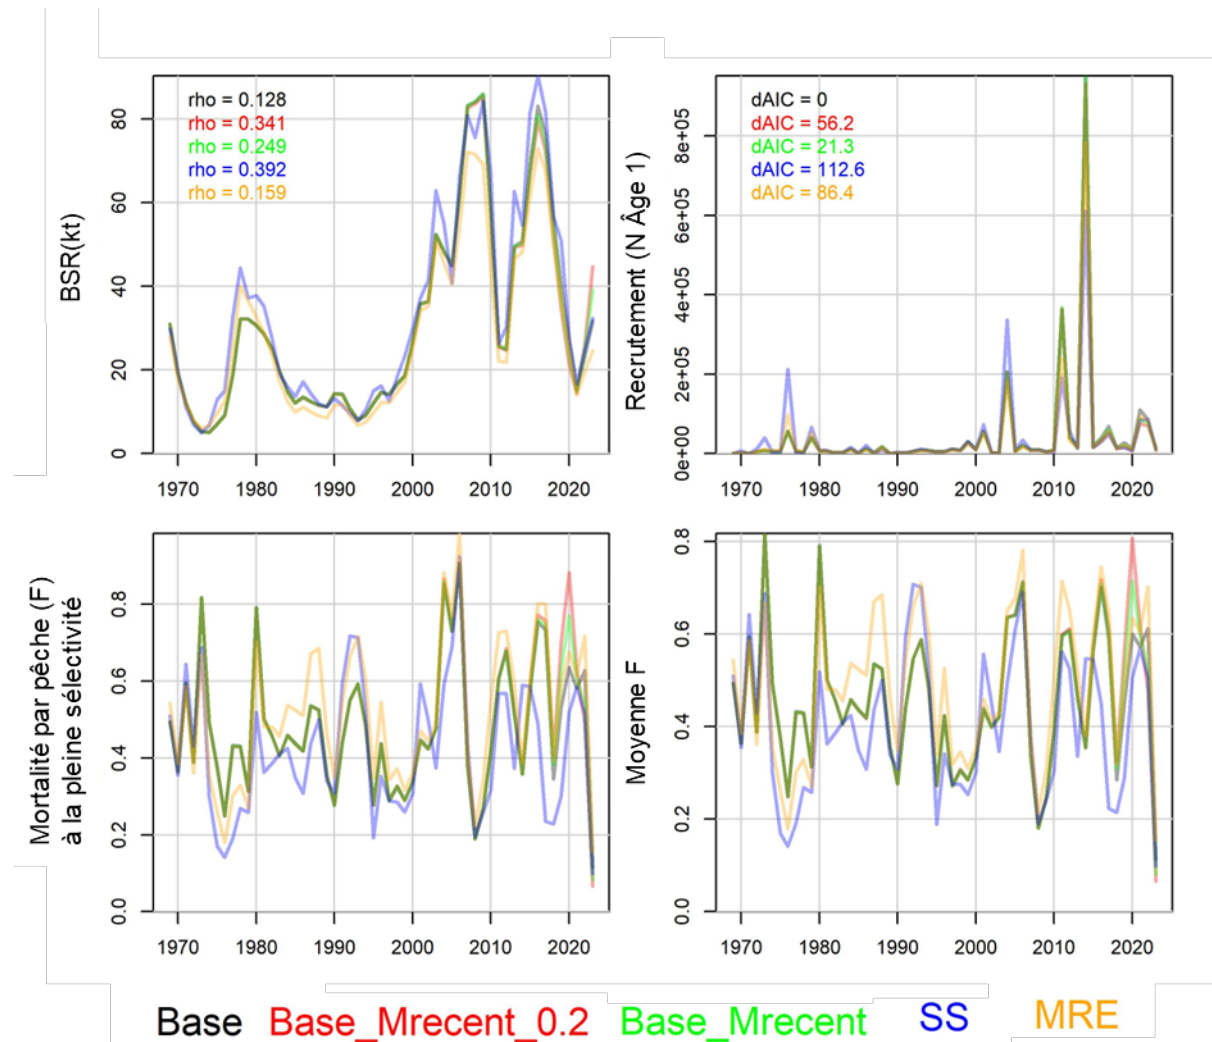 rho = 0.128
rho = 0.341
rho = 0.249
rho = 0.392
rho = 0.159
BSR(kt)
0
20
40
60
80
1970
1980
1990
2000
2010
2020
dAIC = 0
dAIC = 56.2
dAIC = 21.3
dAIC = 112.6
dAIC = 86.4
Recrutement (N Âge 1)
0e+00
2e+05
4e+05
6e+05
8e+05
1970
1980
1990
2000
2010
2020
Mortalité par pêche (F)
à la pleine sélectivité
0.0
0.2
0.4
0.6
0.8
1970
1980
1990
2000
2010
2020
Moyenne F
0.0
0.2
0.4
0.6
0.8
1970
1980
1990
2000
2010
2020
Base Base_Mrecent_0.2 Base_Mrecent SS MRE